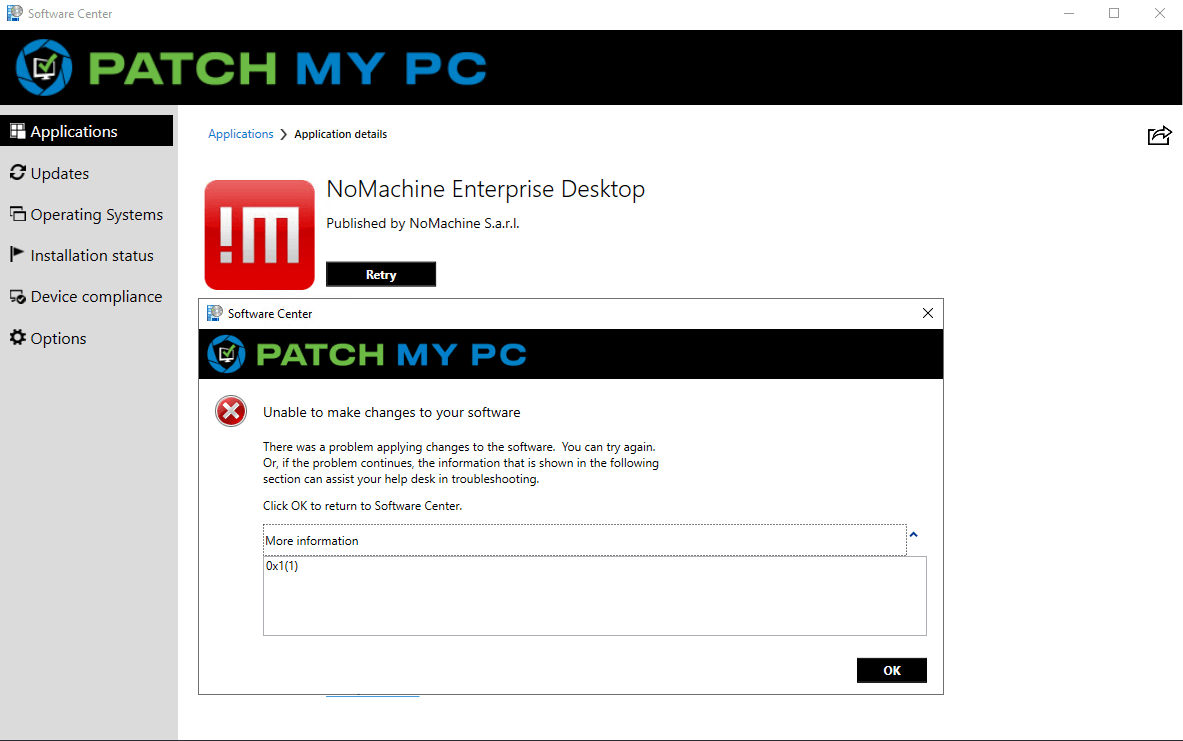 Software Center
PATCH MY PC
Applications
Updates
Operating Systems
Installation status
Device compliance
Options
Applications > Application details
!M
NoMachine Enterprise Desktop
Published by NoMachine S.a.r.l.
Retry
Software Center
PATCH MY PC
Unable to make changes to your software
There was a problem applying changes to the software.  You can try again.
Or, if the problem continues, the information that is shown in the following
section can assist your help desk in troubleshooting.
Click OK to return to Software Center.
More information
0x1(1)
OK